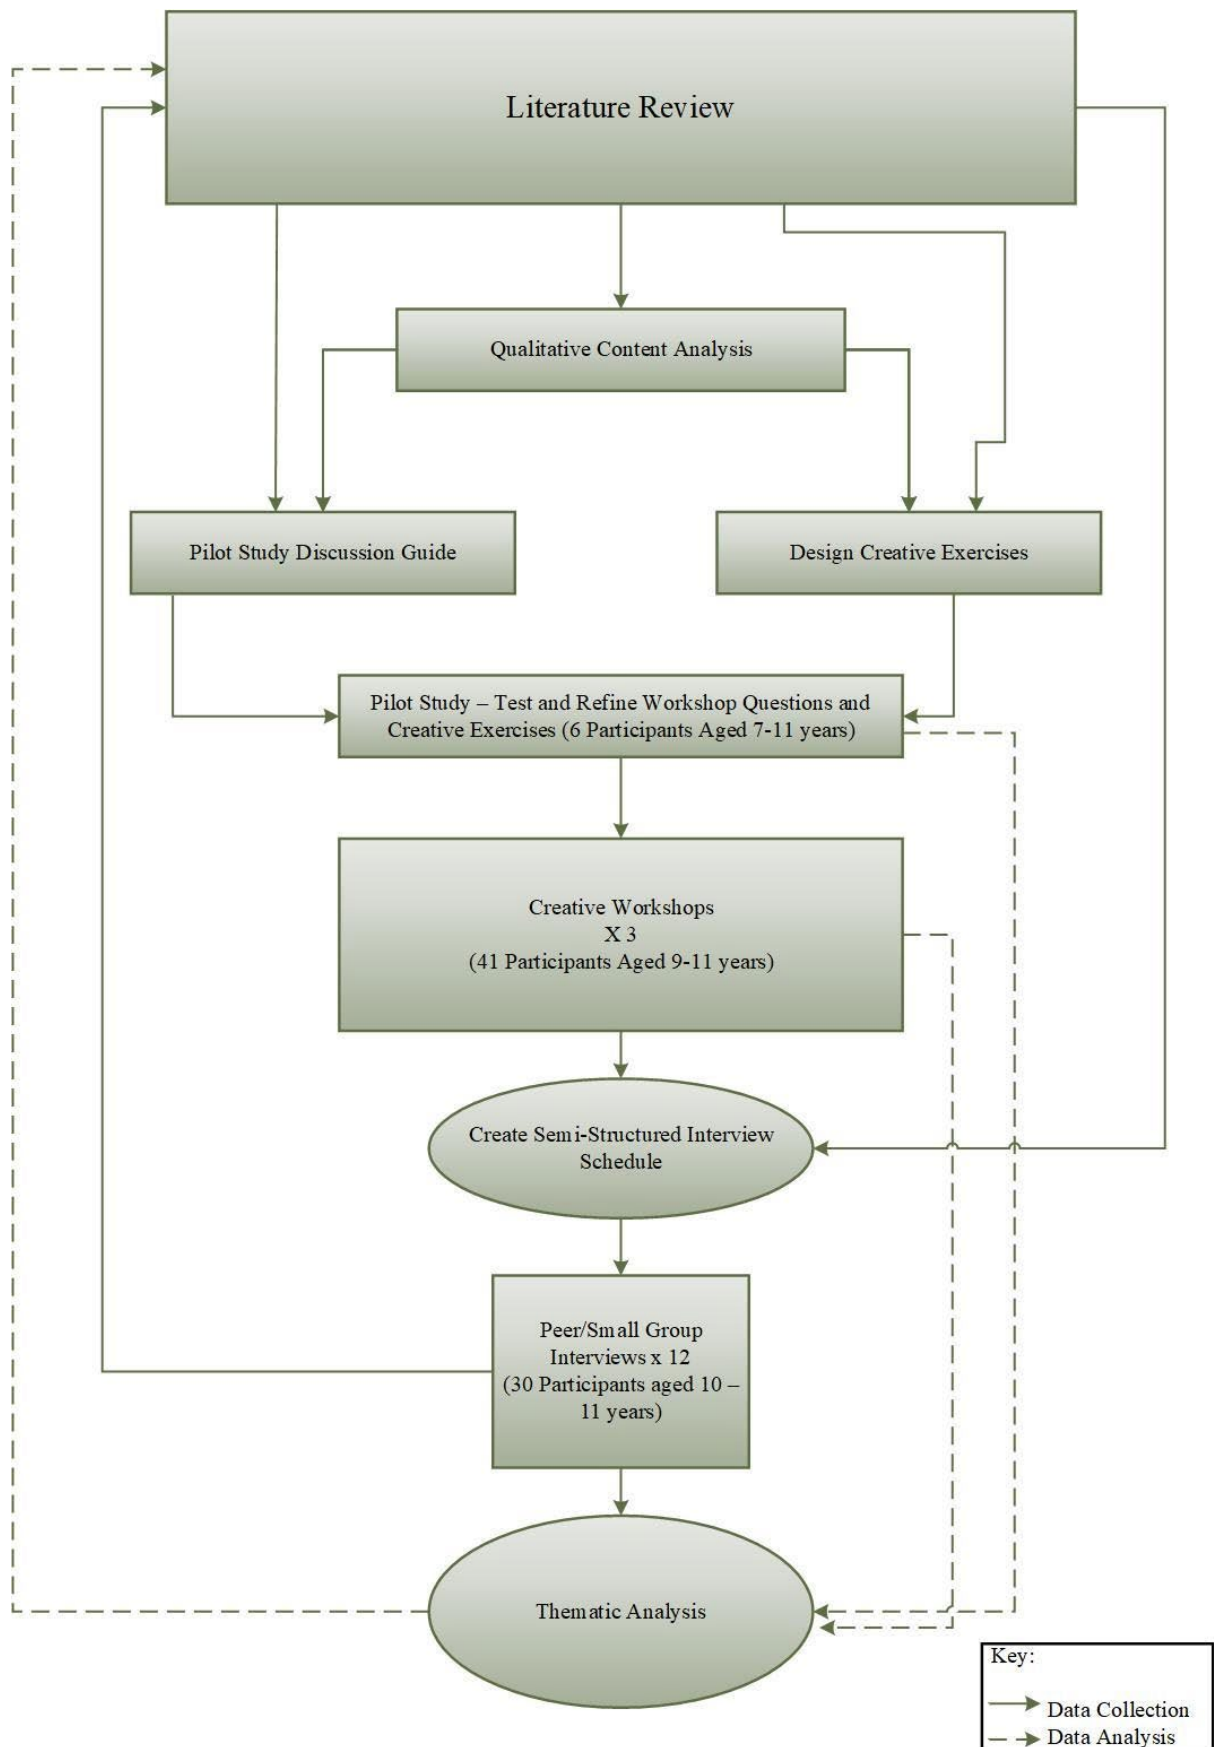 Literature Review
Qualitative Content Analysis
Pilot Study Discussion Guide
Design Creative Exercises
Pilot Study – Test and Refine Workshop Questions and
Creative Exercises (6 Participants Aged 7-11 years)
Creative Workshops
X 3
(41 Participants Aged 9-11 years)
Create Semi-Structured Interview
Schedule
Peer/Small Group
Interviews x 12
(30 Participants aged 10 –
11 years)
Thematic Analysis
Key:
Data Collection
Data Analysis